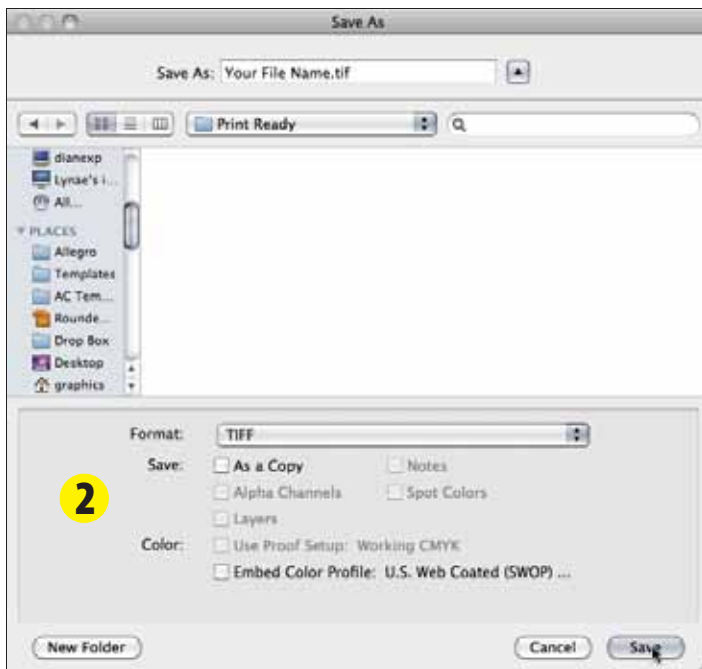 Save As
Save As: Your File Name.tif
Print Ready
dianexp
Lynae's i...
All...
PLACES
Allegro
Templates
AC Tem...
Rounde...
Drop Box
Desktop
graphics
Format: TIFF
Save: As a Copy Notes
Alpha Channels Spot Colors
Layers
Color: Use Proof Setup: Working CMYK
Embed Color Profile: U.S. Web Coated (SWOP) ...
2
New Folder Cancel Save